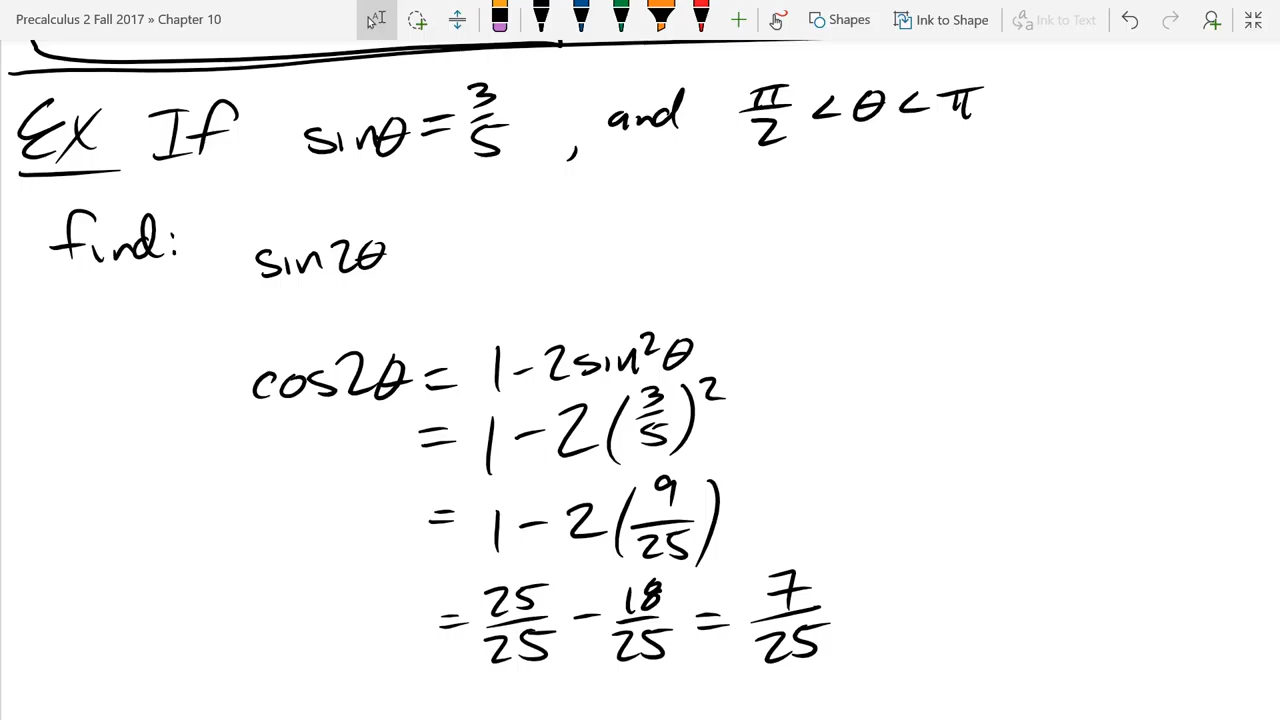 Precalculus 2 Fall 2017 » Chapter 10
Shapes
Ink to Shape
Ink to Text
Ex If sinθ = 3/5, and π/2 < θ < π
find: sin2θ
cos2θ = 1 - 2sin²θ
= 1 - 2(3/5)²
= 1 - 2(9/25)
= 25/25 - 18/25 = 7/25